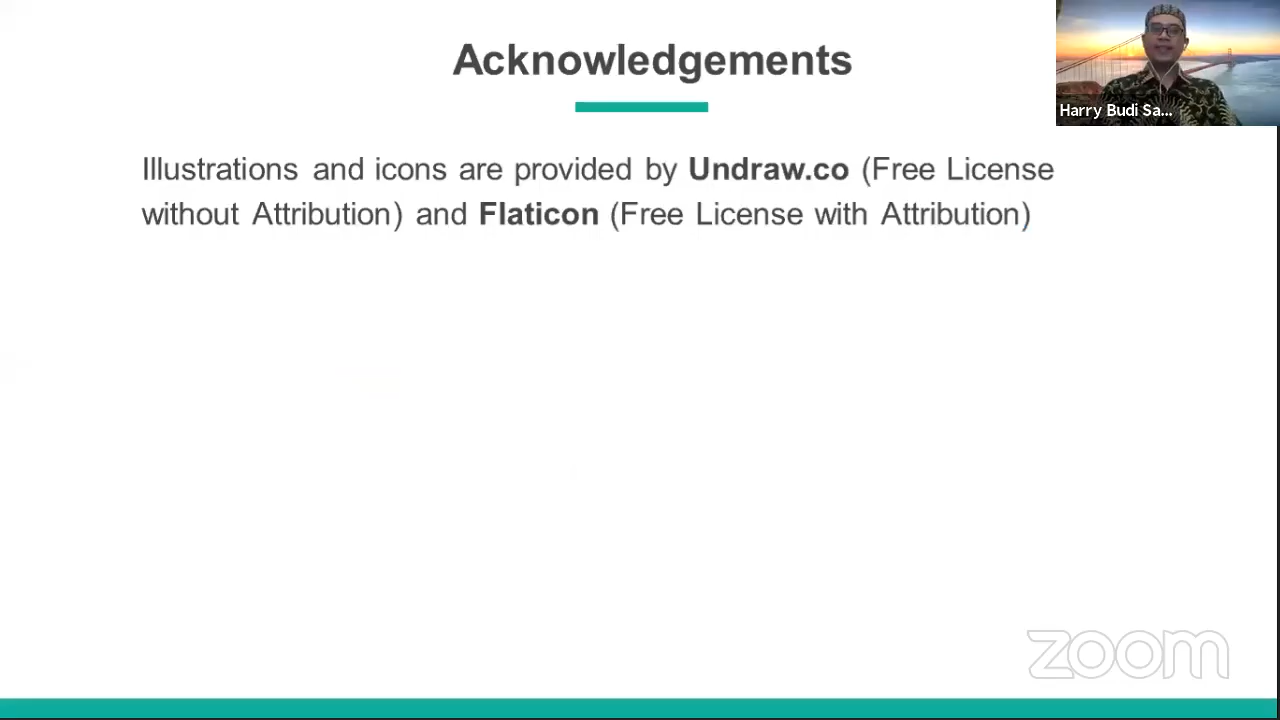 Acknowledgements
Harry Budi Sa...
Illustrations and icons are provided by Undraw.co (Free License
without Attribution) and Flaticon (Free License with Attribution)
zoom